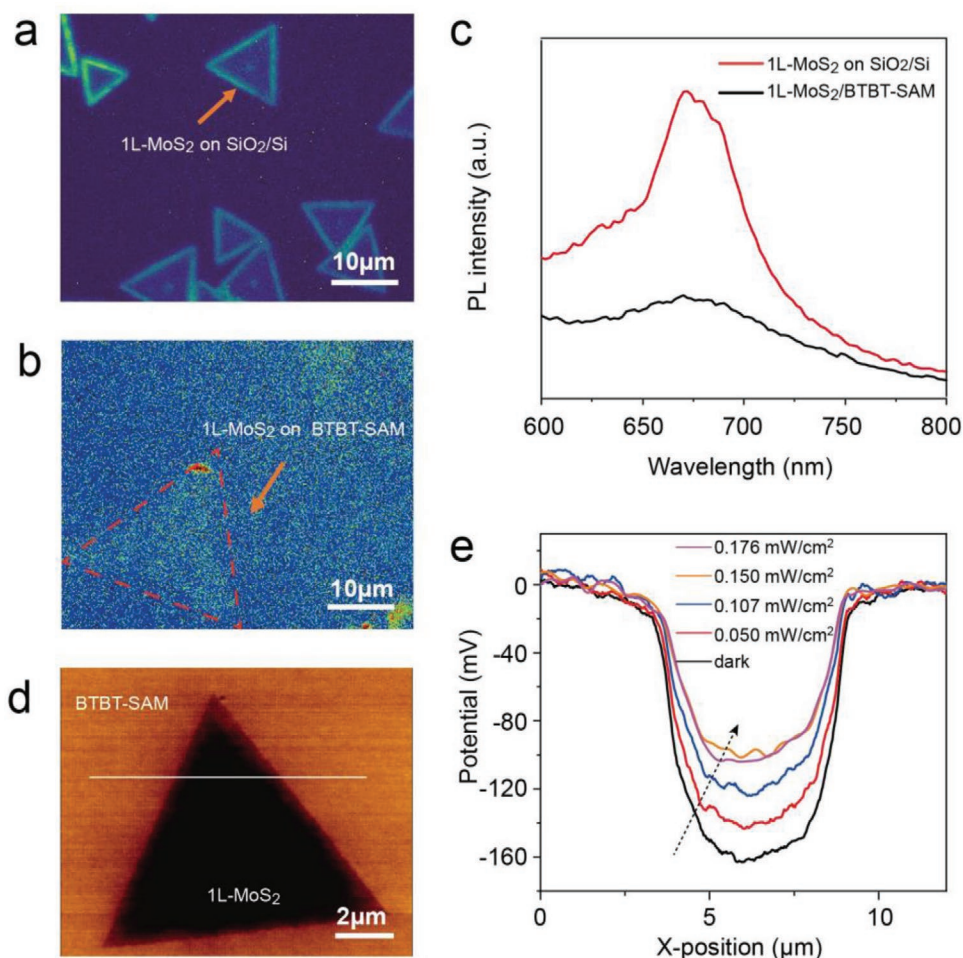 a
1L-MoS₂ on SiO₂/Si
10µm
b
1L-MoS₂ on BTBT-SAM
10µm
c
1L-MoS₂ on SiO₂/Si
1L-MoS₂/BTBT-SAM
PL intensity (a.u.)
600 650 700 750 800
Wavelength (nm)
d
BTBT-SAM
1L-MoS₂
2µm
e
0.176 mW/cm²
0.150 mW/cm²
0.107 mW/cm²
0.050 mW/cm²
dark
0
-40
-80
-120
-160
Potential (mV)
0 5 10
X-position (µm)